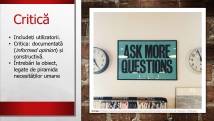 Critică
• Includeți utilizatorii.
• Critica: documentată
(informed opinion) și
constructivă.
• Întrebări la obiect,
legate de piramida
necesităților umane
ASK MORE
QUESTIONS